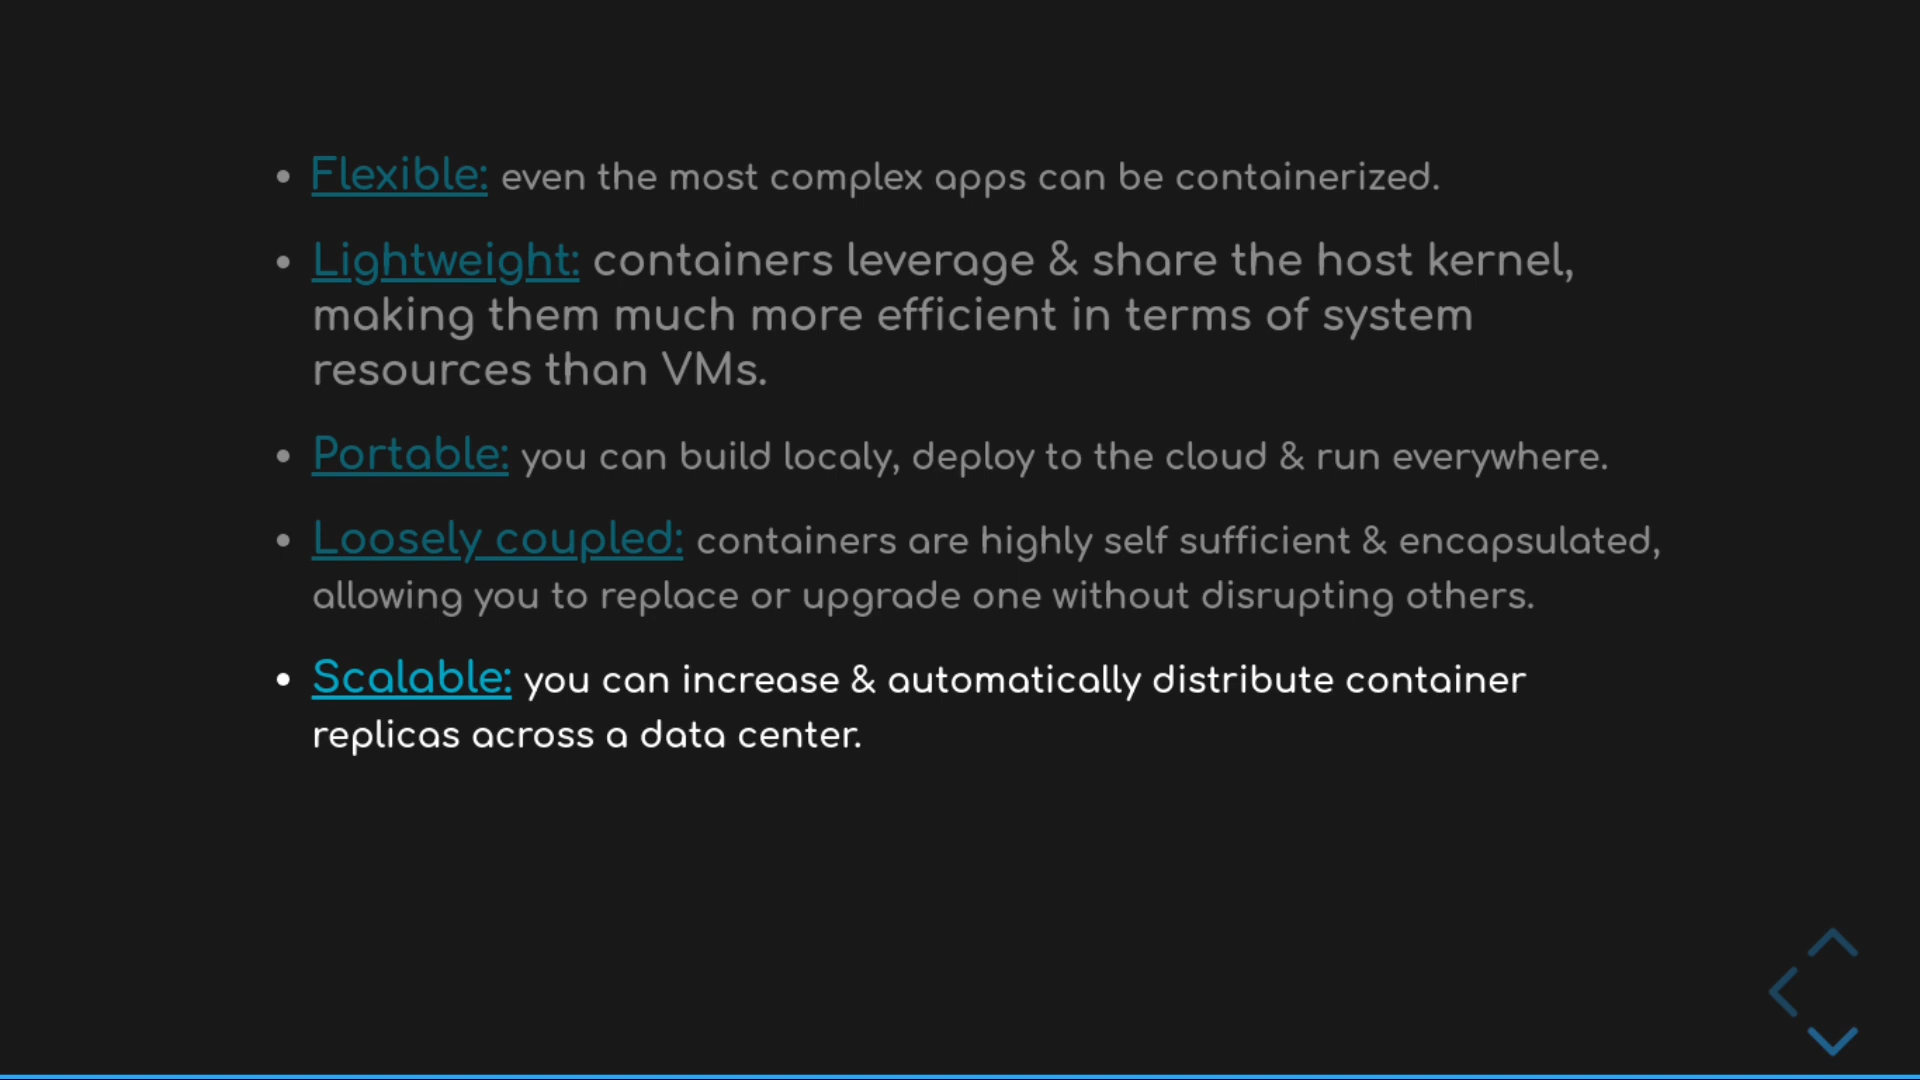 • Flexible: even the most complex apps can be containerized.
• Lightweight: containers leverage & share the host kernel,
making them much more efficient in terms of system
resources than VMs.
• Portable: you can build localy, deploy to the cloud & run everywhere.
• Loosely coupled: containers are highly self sufficient & encapsulated,
allowing you to replace or upgrade one without disrupting others.
• Scalable: you can increase & automatically distribute container
replicas across a data center.